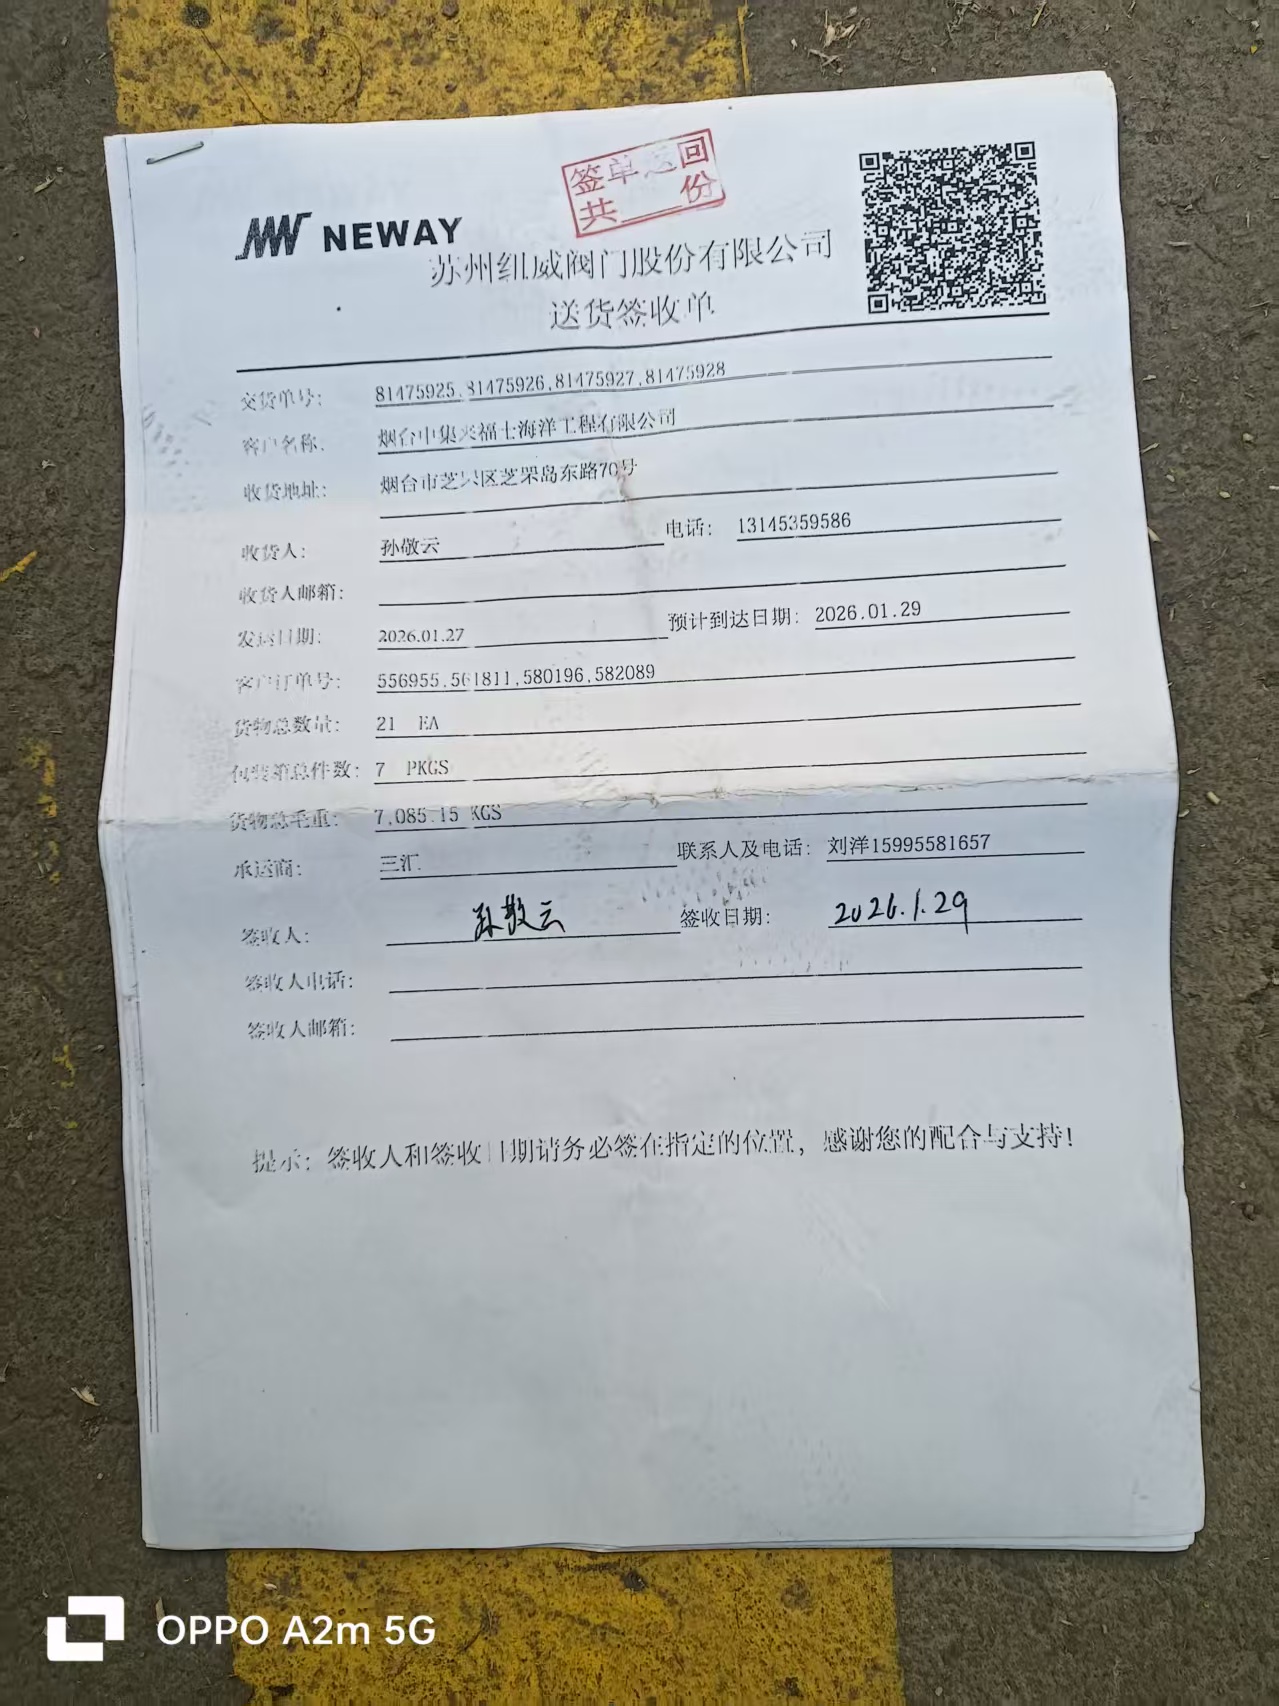 签单返回
共 份
NEWAY
苏州纽威阀门股份有限公司
送货签收单
交货单号: 81475925,81475926,81475927,81475928
客户名称: 烟台中集来福士海洋工程有限公司
收货地址: 烟台市芝罘区芝罘岛东路70号
收货人: 孙敬云 电话: 13145359586
收货人邮箱:
发运日期: 2026.01.27 预计到达日期: 2026.01.29
客户订单号: 556955,561811,580196,582089
货物总数量: 21 EA
包装箱总件数: 7 PKGS
货物总毛重: 7,085.15 KGS
承运商: 三汇 联系人及电话: 刘洋15995581657
签收人: 孙敬云 签收日期: 2026.1.29
签收人电话:
签收人邮箱:
提示: 签收人和签收日期请务必签在指定的位置，感谢您的配合与支持!
OPPO A2m 5G